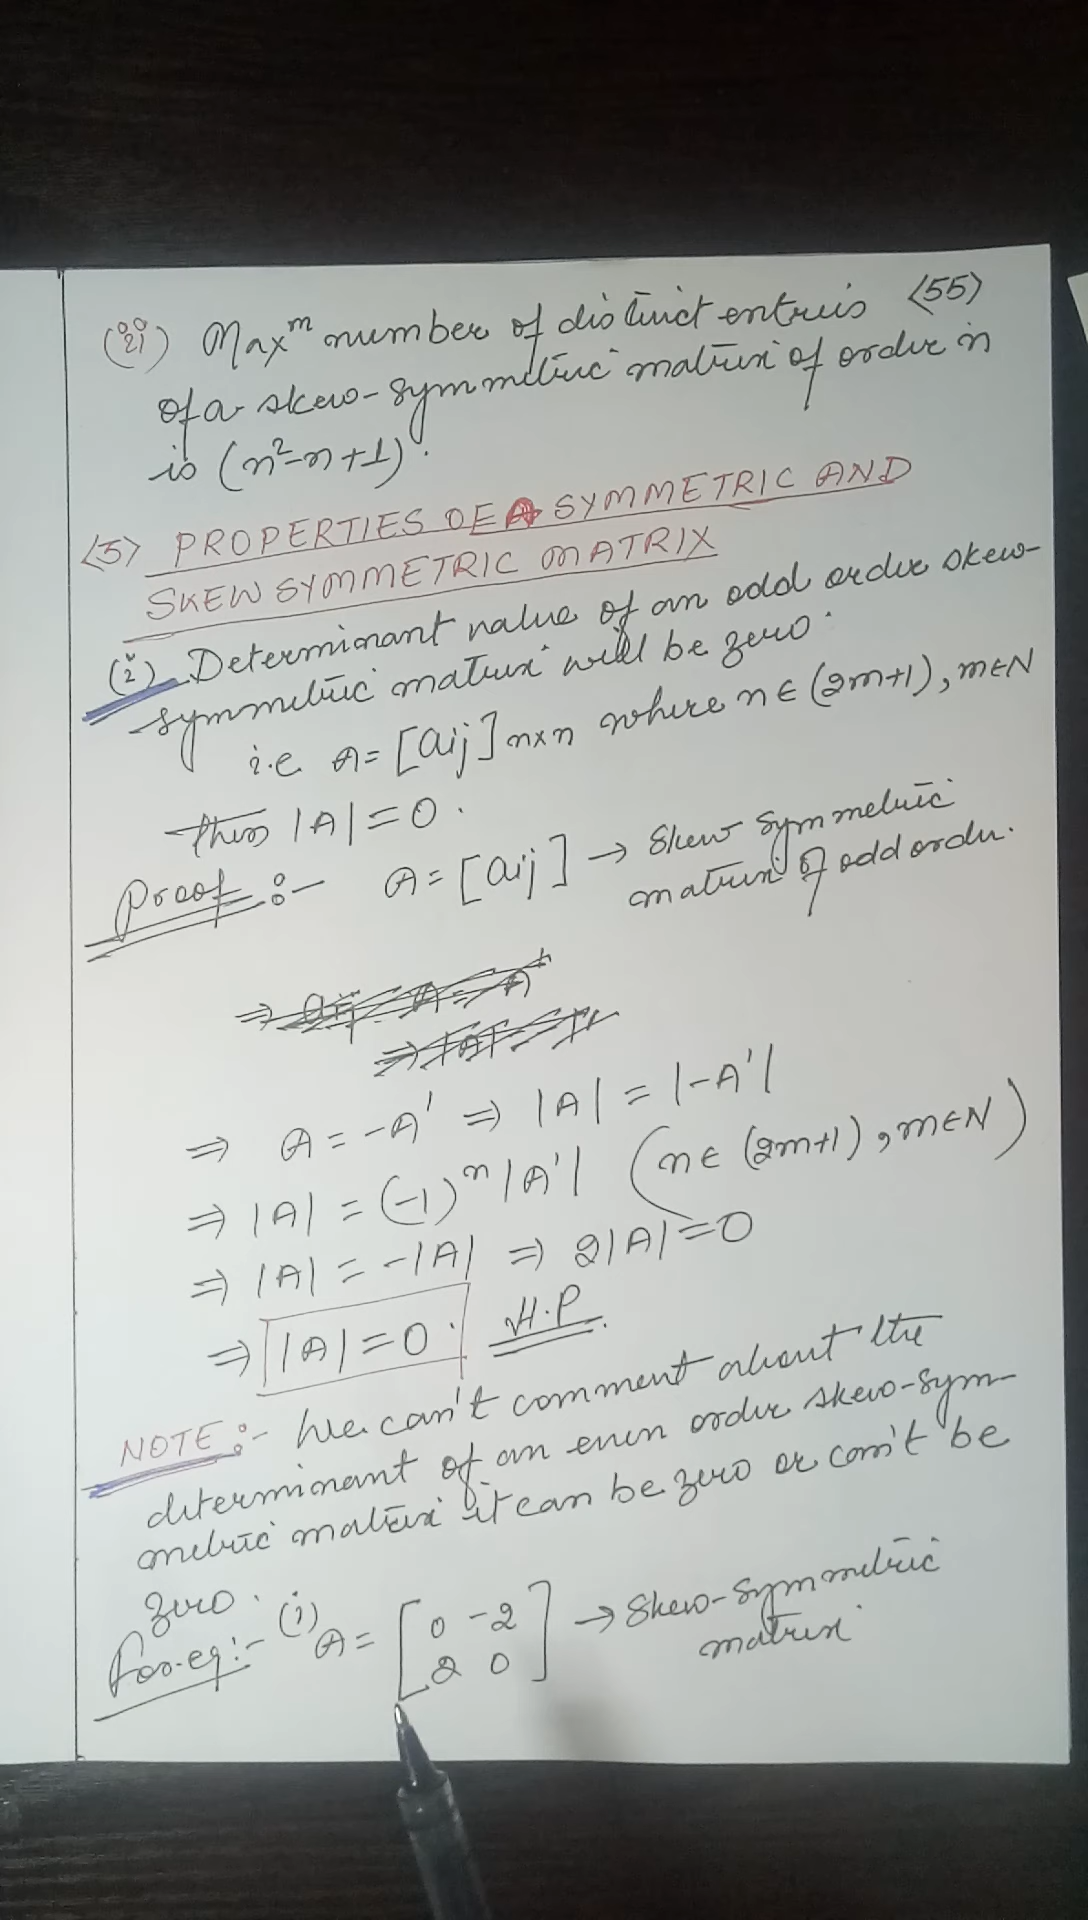 (ii) Maxᵐ number of distinct entries <55>
of a skew-symmetric matrix of order n
is (n²-n+1).
<5> PROPERTIES OF SYMMETRIC AND
SKEW SYMMETRIC MATRIX
(i) Determinant value of an odd order skew-
symmetric matrix will be zero.
i.e A = [aij]n×n where n ∈ (2m+1), m∈N
then |A| = 0.
Proof :- A = [aij] → Skew Symmetric
matrix of odd order.
⇒ A = -A' ⇒ |A| = |-A'|
⇒ |A| = (-1)ⁿ |A'| (n ∈ (2m+1), m∈N)
⇒ |A| = -|A| ⇒ 2|A| = 0
⇒ |A| = 0. H.P.
NOTE :- We can't comment about the
determinant of an even order skew-sym-
metric matrix it can be zero or can't be
zero.
For eg:- (i) A = [0 -2
2 0] → Skew-Symmetric
matrix